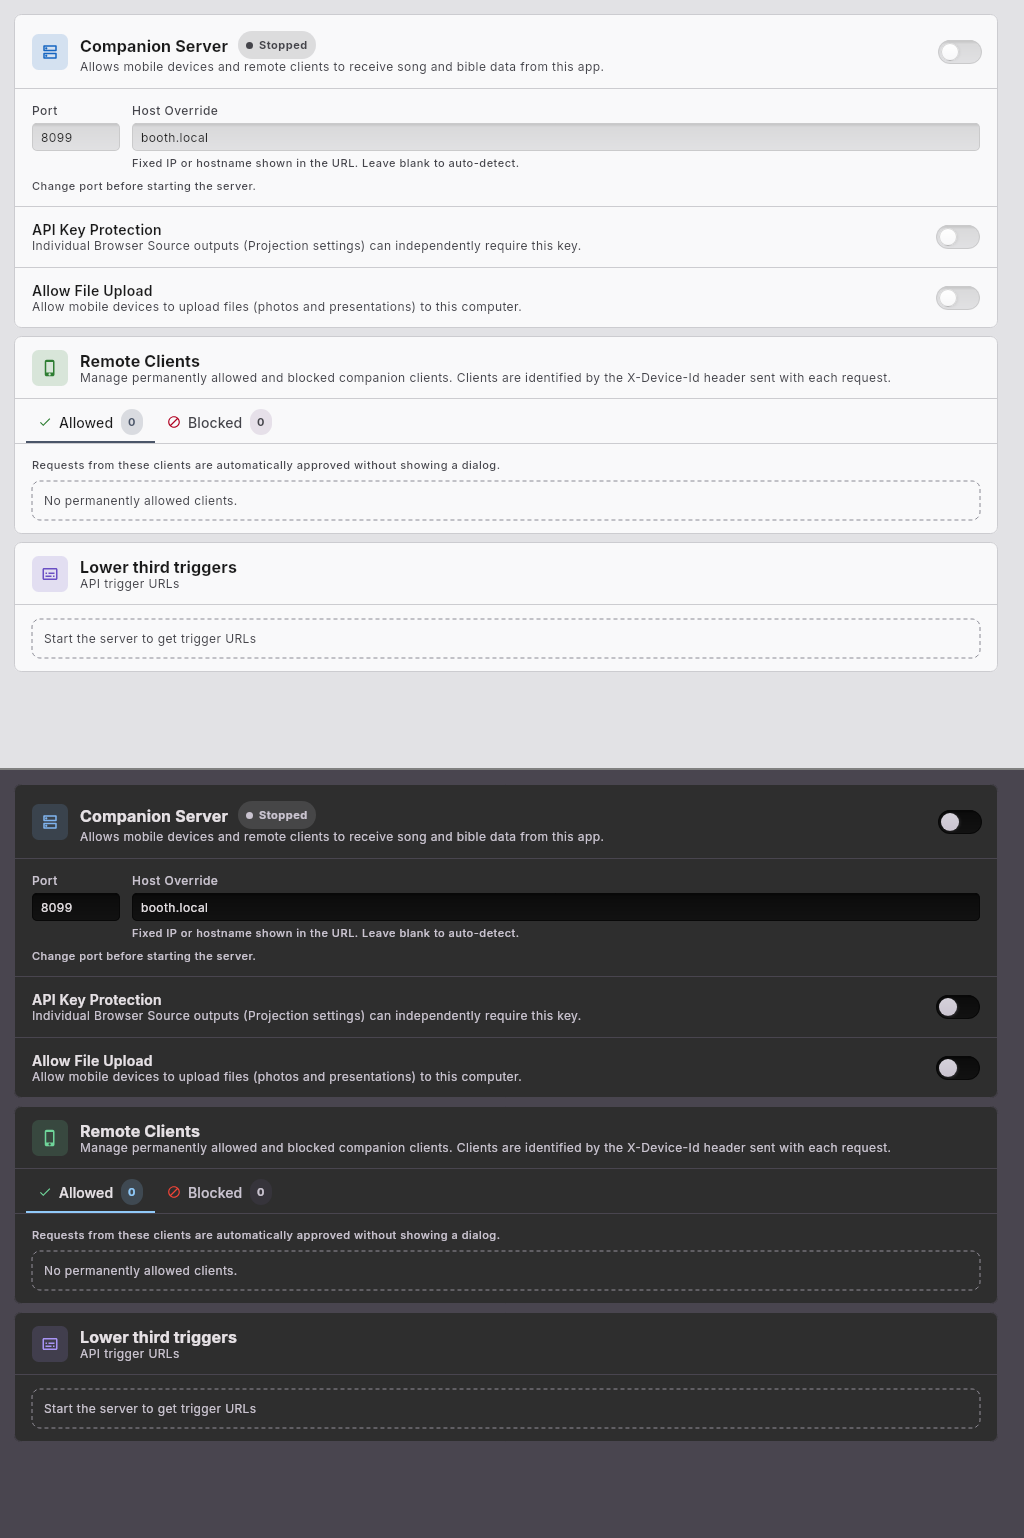 Companion Server Stopped
Allows mobile devices and remote clients to receive song and bible data from this app.
Port Host Override
8099 booth.local
Fixed IP or hostname shown in the URL. Leave blank to auto-detect.
Change port before starting the server.
API Key Protection
Individual Browser Source outputs (Projection settings) can independently require this key.
Allow File Upload
Allow mobile devices to upload files (photos and presentations) to this computer.
Remote Clients
Manage permanently allowed and blocked companion clients. Clients are identified by the X-Device-Id header sent with each request.
Allowed 0 Blocked 0
Requests from these clients are automatically approved without showing a dialog.
No permanently allowed clients.
Lower third triggers
API trigger URLs
Start the server to get trigger URLs
Companion Server Stopped
Allows mobile devices and remote clients to receive song and bible data from this app.
Port Host Override
8099 booth.local
Fixed IP or hostname shown in the URL. Leave blank to auto-detect.
Change port before starting the server.
API Key Protection
Individual Browser Source outputs (Projection settings) can independently require this key.
Allow File Upload
Allow mobile devices to upload files (photos and presentations) to this computer.
Remote Clients
Manage permanently allowed and blocked companion clients. Clients are identified by the X-Device-Id header sent with each request.
Allowed 0 Blocked 0
Requests from these clients are automatically approved without showing a dialog.
No permanently allowed clients.
Lower third triggers
API trigger URLs
Start the server to get trigger URLs